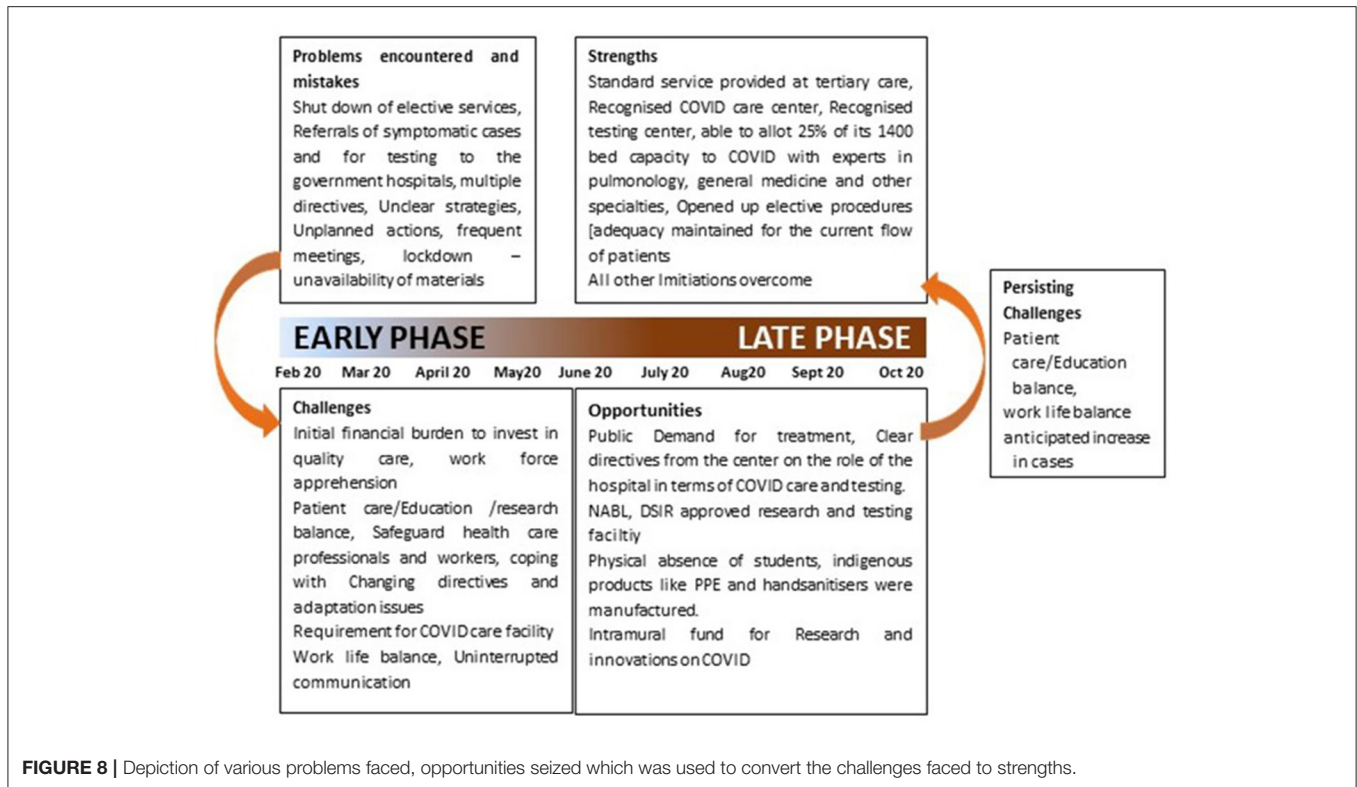 Problems encountered and
mistakes
Shut down of elective services,
Referrals of symptomatic cases
and for testing to the
government hospitals, multiple
directives, Unclear strategies,
Unplanned actions, frequent
meetings, lockdown –
unavailability of materials
Strengths
Standard service provided at tertiary care,
Recognised COVID care center, Recognised
testing center, able to allot 25% of its 1400
bed capacity to COVID with experts in
pulmonology, general medicine and other
specialties, Opened up elective procedures
[adequacy maintained for the current flow
of patients
All other lmitiations overcome
Persisting
Challenges
Patient
care/Education
balance,
work life balance
anticipated increase
in cases
EARLY PHASE LATE PHASE
Feb 20 Mar 20 April 20 May20 June 20 July 20 Aug20 Sept 20 Oct 20
Challenges
Initial financial burden to invest in
quality care, work force
apprehension
Patient care/Education /research
balance, Safeguard health care
professionals and workers, coping
with Changing directives and
adaptation issues
Requirement for COVID care facility
Work life balance, Uninterrupted
communication
Opportunities
Public Demand for treatment, Clear
directives from the center on the role of the
hospital in terms of COVID care and testing.
NABL, DSIR approved research and testing
faciltiy
Physical absence of students, indigenous
products like PPE and handsanitisers were
manufactured.
Intramural fund for Research and
innovations on COVID
FIGURE 8 | Depiction of various problems faced, opportunities seized which was used to convert the challenges faced to strengths.